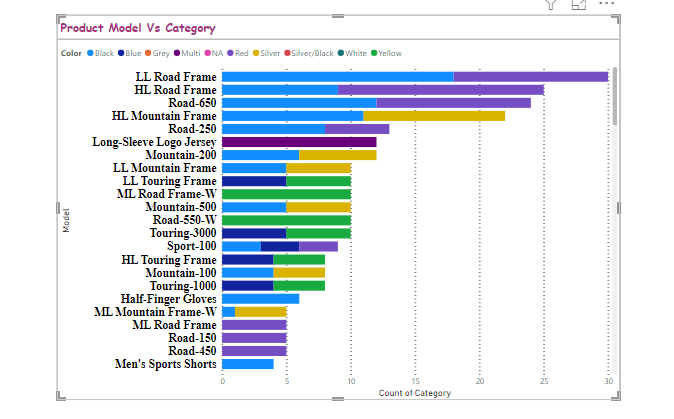 Product Model Vs Category
Color Black Blue Grey Multi NA Red Silver Silver/Black White Yellow
LL Road Frame
HL Road Frame
Road-650
HL Mountain Frame
Road-250
Long-Sleeve Logo Jersey
Mountain-200
LL Mountain Frame
LL Touring Frame
ML Road Frame-W
Mountain-500
Road-550-W
Touring-3000
Sport-100
HL Touring Frame
Mountain-100
Touring-1000
Half-Finger Gloves
ML Mountain Frame-W
ML Road Frame
Road-150
Road-450
Men's Sports Shorts
Model
0 5 10 15 20 25 30
Count of Category